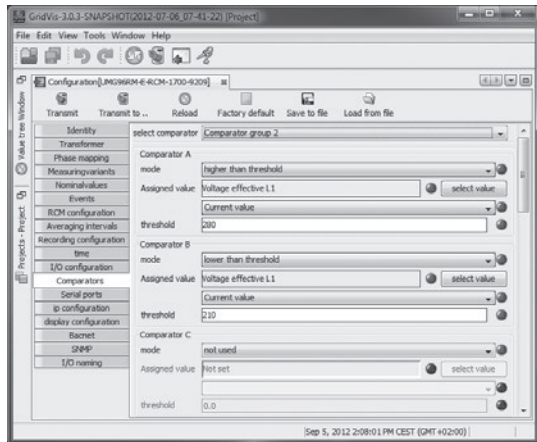 GridVis-3.0.3-SNAPSHOT(2012-07-06_07-41-22) [Project]
File Edit View Tools Window Help
Configuration[UMG96RM-E-RCM-1700-9209]
Transmit Transmit to .. Reload Factory default Save to file Load from file
Value tree Window
Projects - Project
Identity
Transformer
Phase mapping
Measuringvariants
Nominalvalues
Events
RCM configuration
Averaging intervals
Recording configuration
time
I/O configuration
Comparators
Serial ports
ip configuration
display configuration
Bacnet
SNMP
I/O naming
select comparator Comparator group 2
Comparator A
mode higher than threshold
Assigned value Voltage effective L1 select value
Current value
threshold 280
Comparator B
mode lower than threshold
Assigned value Voltage effective L1 select value
Current value
threshold 210
Comparator C
mode not used
Assigned value Not set select value
threshold 0.0
Sep 5, 2012 2:08:01 PM CEST (GMT+02:00)